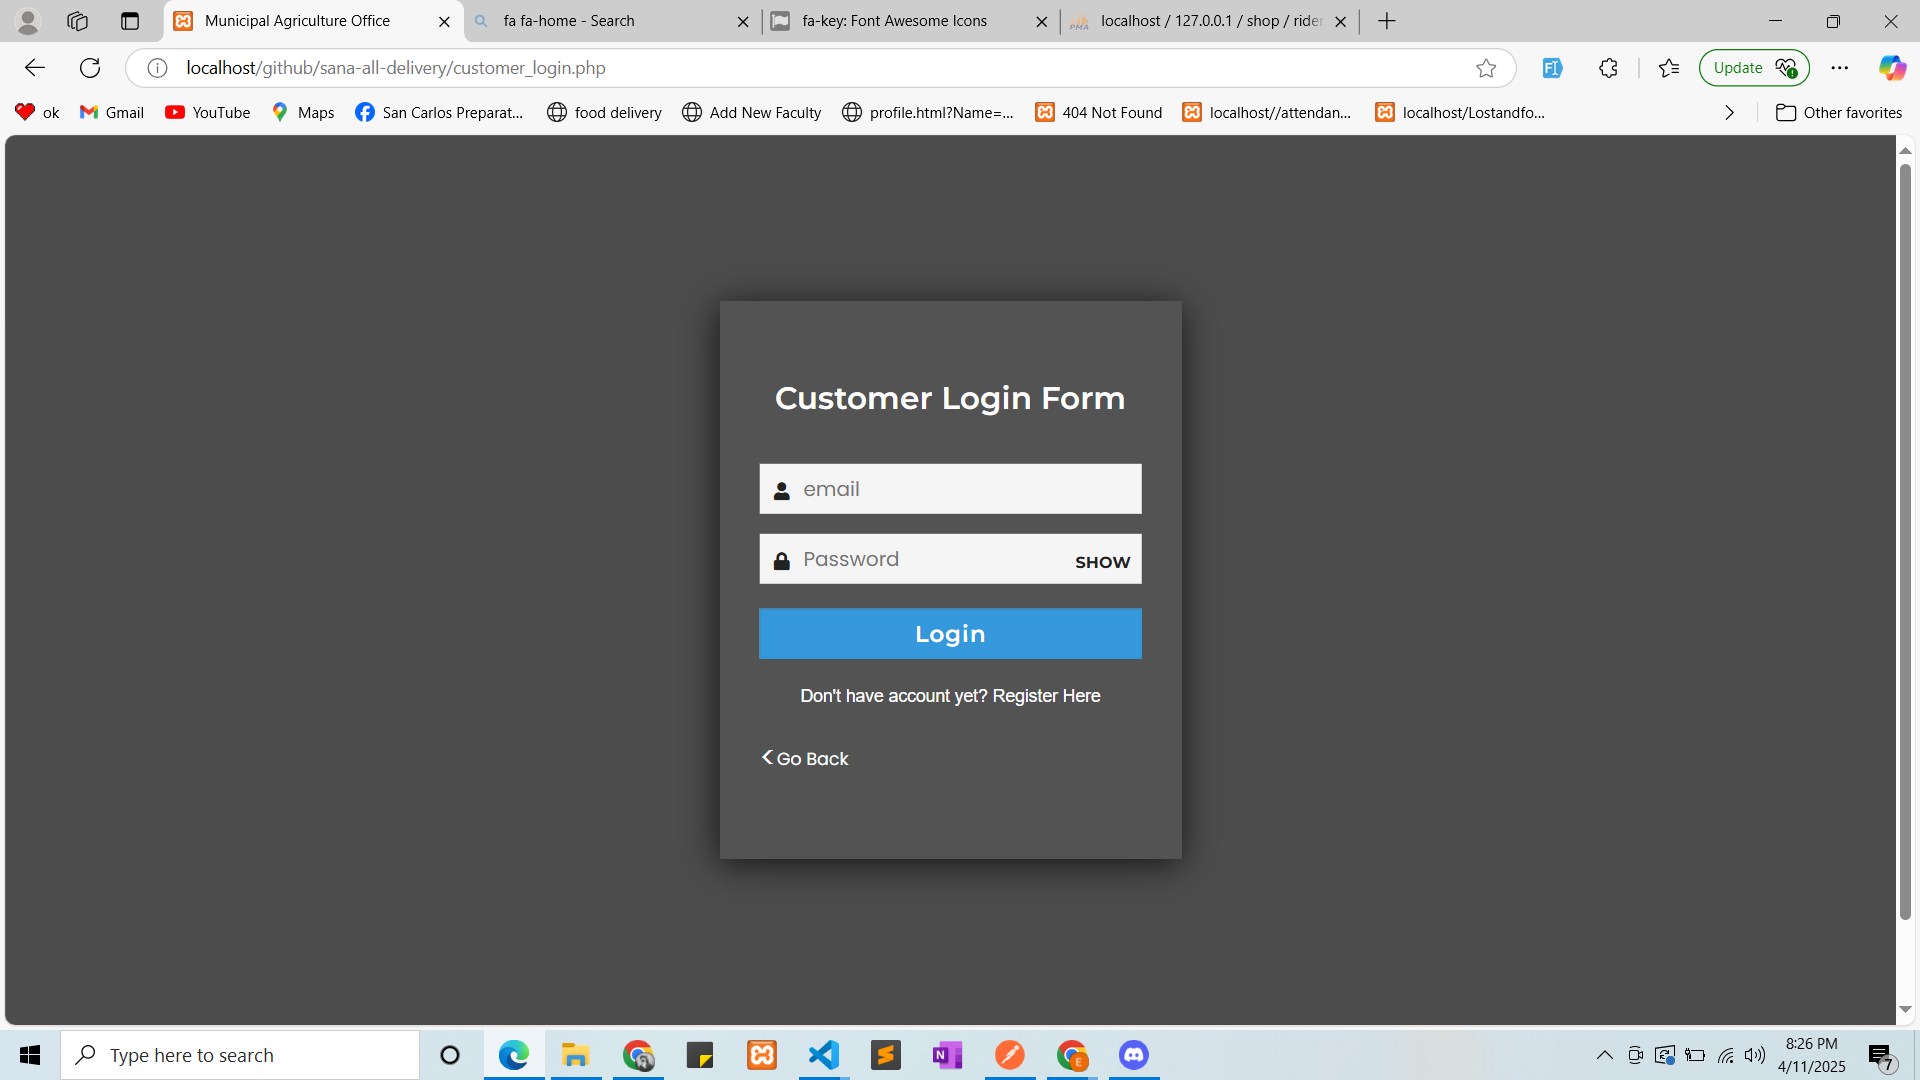 Municipal Agriculture Office
fa fa-home - Search
fa-key: Font Awesome Icons
localhost / 127.0.0.1 / shop / rider
localhost/github/sana-all-delivery/customer_login.php
Update
ok
Gmail
YouTube
Maps
San Carlos Preparat...
food delivery
Add New Faculty
profile.html?Name=...
404 Not Found
localhost//attendan...
localhost/Lostandfo...
Other favorites
Customer Login Form
email
Password
SHOW
Login
Don't have account yet? Register Here
Go Back
Type here to search
8:26 PM
4/11/2025
7